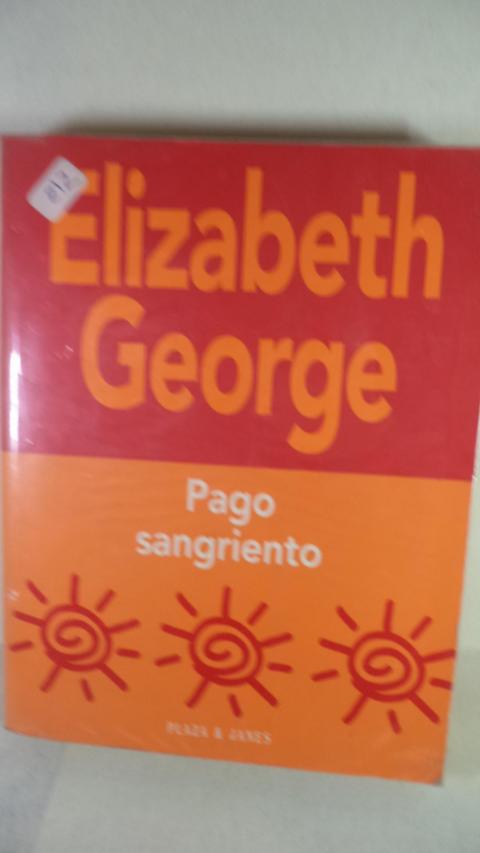 Elizabeth
George
Pago
sangriento
PLAZA & JANES